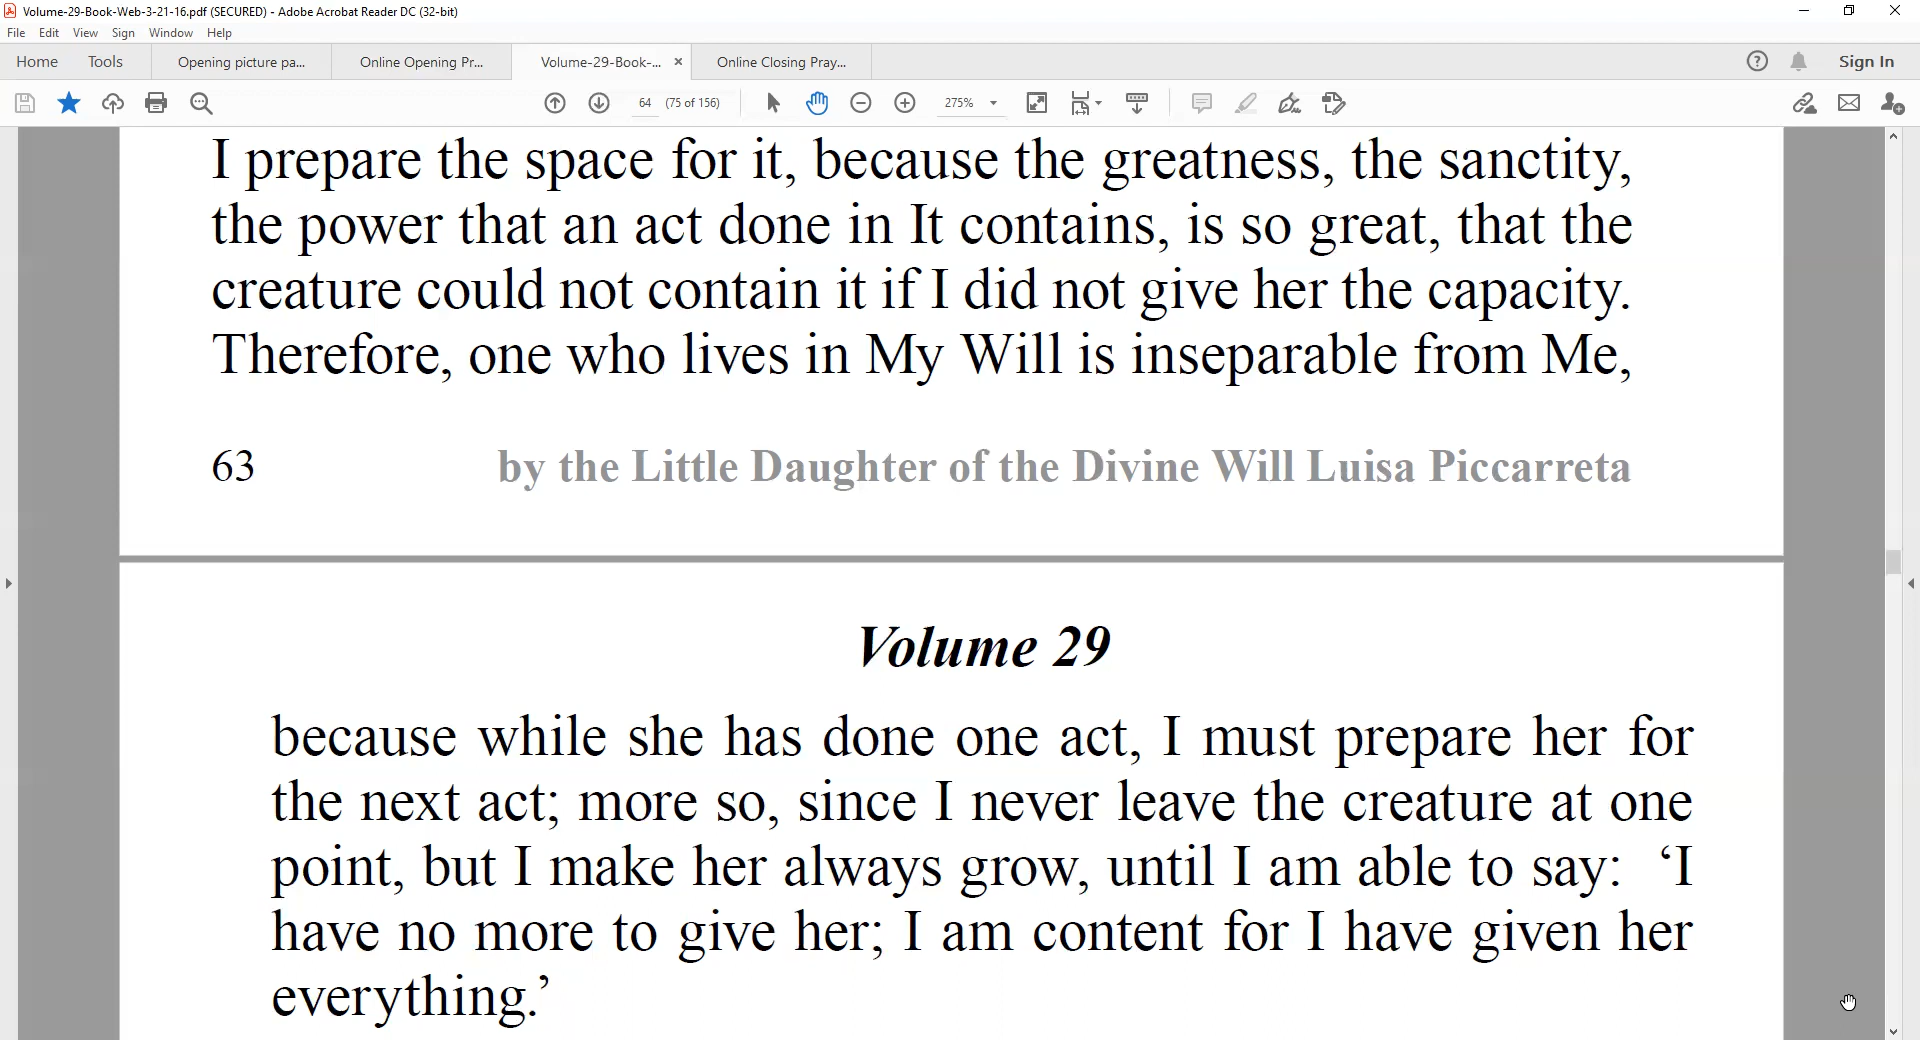 Volume-29-Book-Web-3-21-16.pdf (SECURED) - Adobe Acrobat Reader DC (32-bit)
File Edit View Sign Window Help
Home Tools Opening picture pa... Online Opening Pr... Volume-29-Book-... × Online Closing Pray... Sign In
64 (75 of 156) 275%
I prepare the space for it, because the greatness, the sanctity,
the power that an act done in It contains, is so great, that the
creature could not contain it if I did not give her the capacity.
Therefore, one who lives in My Will is inseparable from Me,
63 by the Little Daughter of the Divine Will Luisa Piccarreta
Volume 29
because while she has done one act, I must prepare her for
the next act; more so, since I never leave the creature at one
point, but I make her always grow, until I am able to say: ‘I
have no more to give her; I am content for I have given her
everything.’